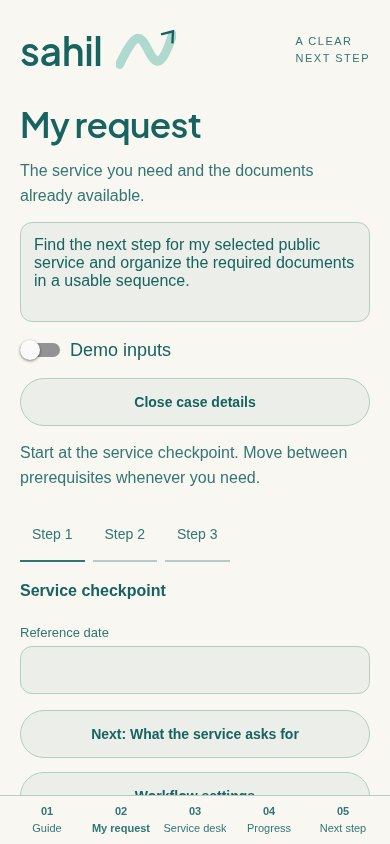 sahil
A CLEAR
NEXT STEP
My request
The service you need and the documents
already available.
Find the next step for my selected public
service and organize the required documents
in a usable sequence.
Demo inputs
Close case details
Start at the service checkpoint. Move between
prerequisites whenever you need.
Step 1
Step 2
Step 3
Service checkpoint
Reference date
Next: What the service asks for
Workflow settings
01
02
03
04
05
Guide
My request
Service desk
Progress
Next step